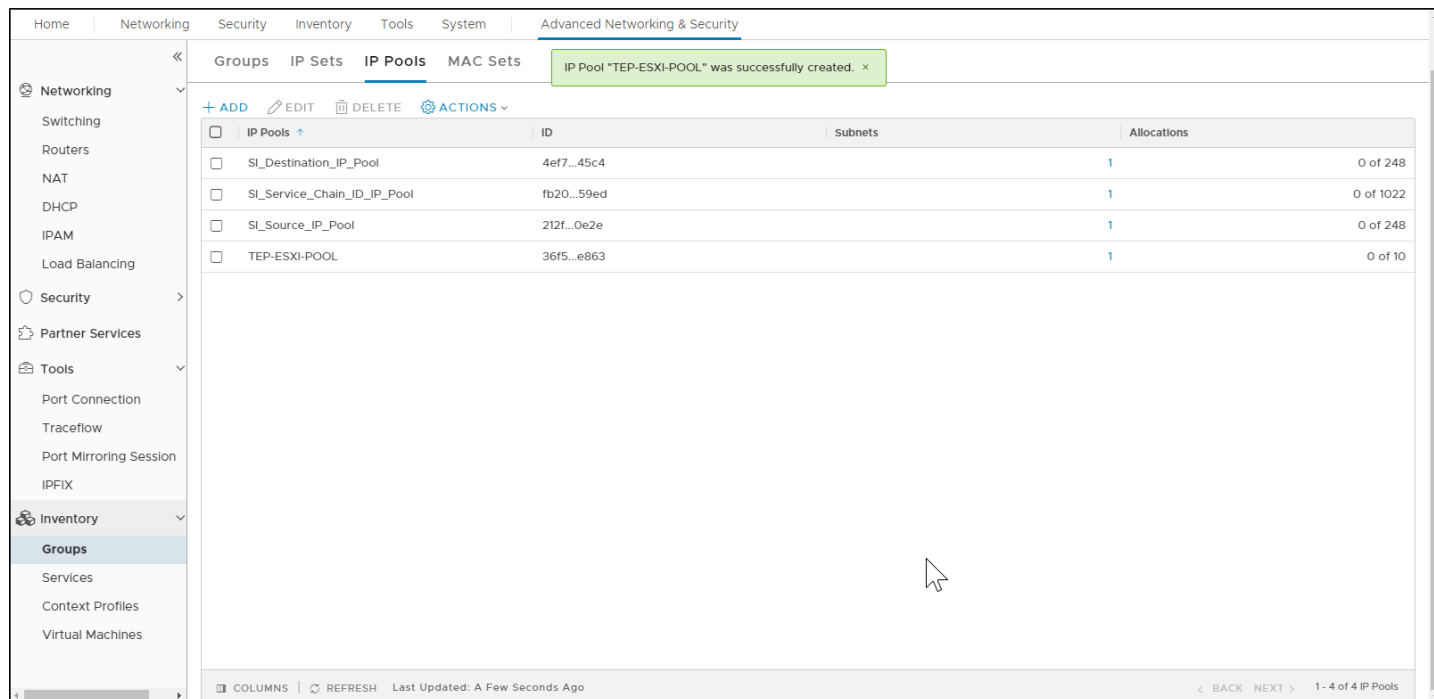 Home Networking Security Inventory Tools System Advanced Networking & Security
Groups IP Sets IP Pools MAC Sets
IP Pool "TEP-ESXI-POOL" was successfully created. ×
Networking
Switching
Routers
NAT
DHCP
IPAM
Load Balancing
Security
Partner Services
Tools
Port Connection
Traceflow
Port Mirroring Session
IPFIX
Inventory
Groups
Services
Context Profiles
Virtual Machines
+ ADD EDIT DELETE ACTIONS
IP Pools ↑ ID Subnets Allocations
SI_Destination_IP_Pool 4ef7...45c4 1 0 of 248
SI_Service_Chain_ID_IP_Pool fb20...59ed 1 0 of 1022
SI_Source_IP_Pool 212f...0e2e 1 0 of 248
TEP-ESXI-POOL 36f5...e863 1 0 of 10
COLUMNS REFRESH Last Updated: A Few Seconds Ago < BACK NEXT > 1 - 4 of 4 IP Pools